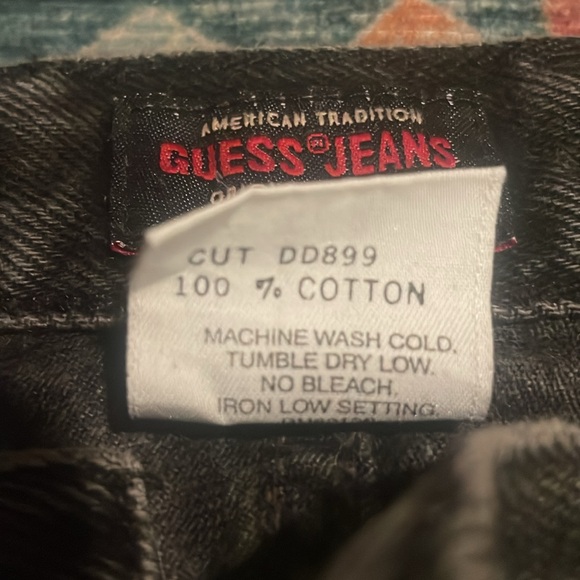 AMERICAN TRADITION
GUESS JEANS
CUT DD899
100 % COTTON
MACHINE WASH COLD,
TUMBLE DRY LOW.
NO BLEACH,
IRON LOW SETTING.